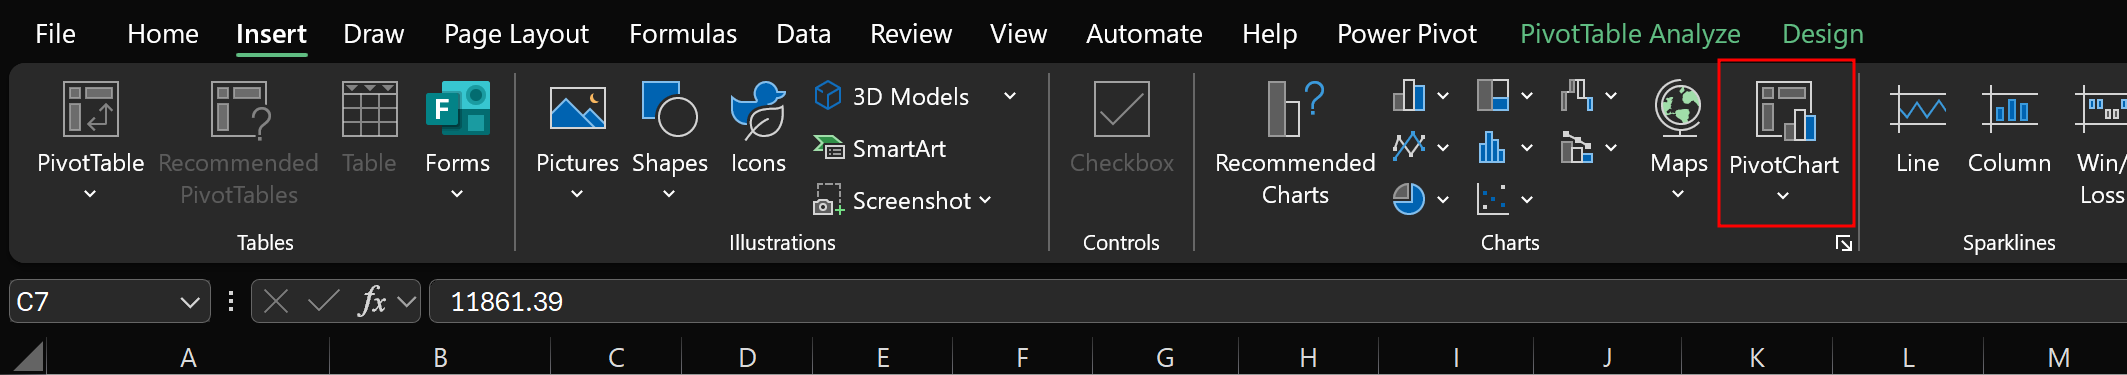 File Home Insert Draw Page Layout Formulas Data Review View Automate Help Power Pivot PivotTable Analyze Design
PivotTable
Recommended
PivotTables
Table
Forms
Tables
Pictures
Shapes
Icons
3D Models
SmartArt
Screenshot
Illustrations
Checkbox
Controls
Recommended
Charts
Maps
PivotChart
Charts
Line
Column
Win/
Loss
Sparklines
C7
fx
11861.39
A B C D E F G H I J K L M